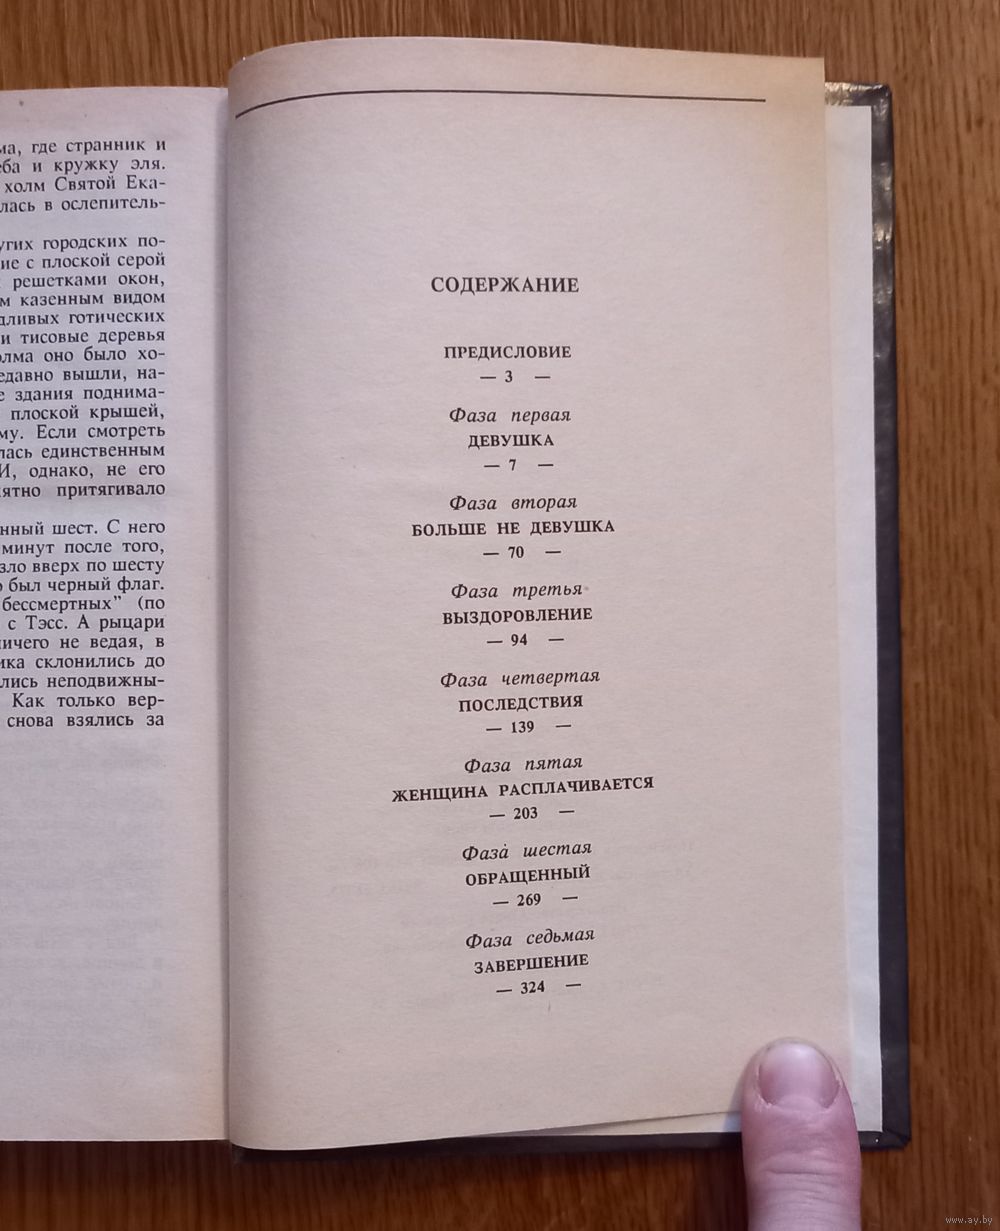 ма, где странник и
еба и кружку эля.
холм Святой Ека-
лась в ослепитель-
угих городских по-
ие с плоской серой
решетками окон,
м казенным видом
дливых готических
и тисовые деревья
олма оно было хо-
едавно вышли, на-
е здания поднима-
плоской крышей,
му. Если смотреть
лась единственным
И, однако, не его
ятно притягивало
нный шест. С него
минут после того,
зло вверх по шесту
о был черный флаг.
бессмертных" (по
с Тэсс. А рыцари
ичего не ведая, в
ика склонились до
лись неподвижны-
Как только вер-
снова взялись за
СОДЕРЖАНИЕ
ПРЕДИСЛОВИЕ
— 3 —
Фаза первая
ДЕВУШКА
— 7 —
Фаза вторая
БОЛЬШЕ НЕ ДЕВУШКА
— 70 —
Фаза третья
ВЫЗДОРОВЛЕНИЕ
— 94 —
Фаза четвертая
ПОСЛЕДСТВИЯ
— 139 —
Фаза пятая
ЖЕНЩИНА РАСПЛАЧИВАЕТСЯ
— 203 —
Фаза шестая
ОБРАЩЕННЫЙ
— 269 —
Фаза седьмая
ЗАВЕРШЕНИЕ
— 324 —
www.ay.by